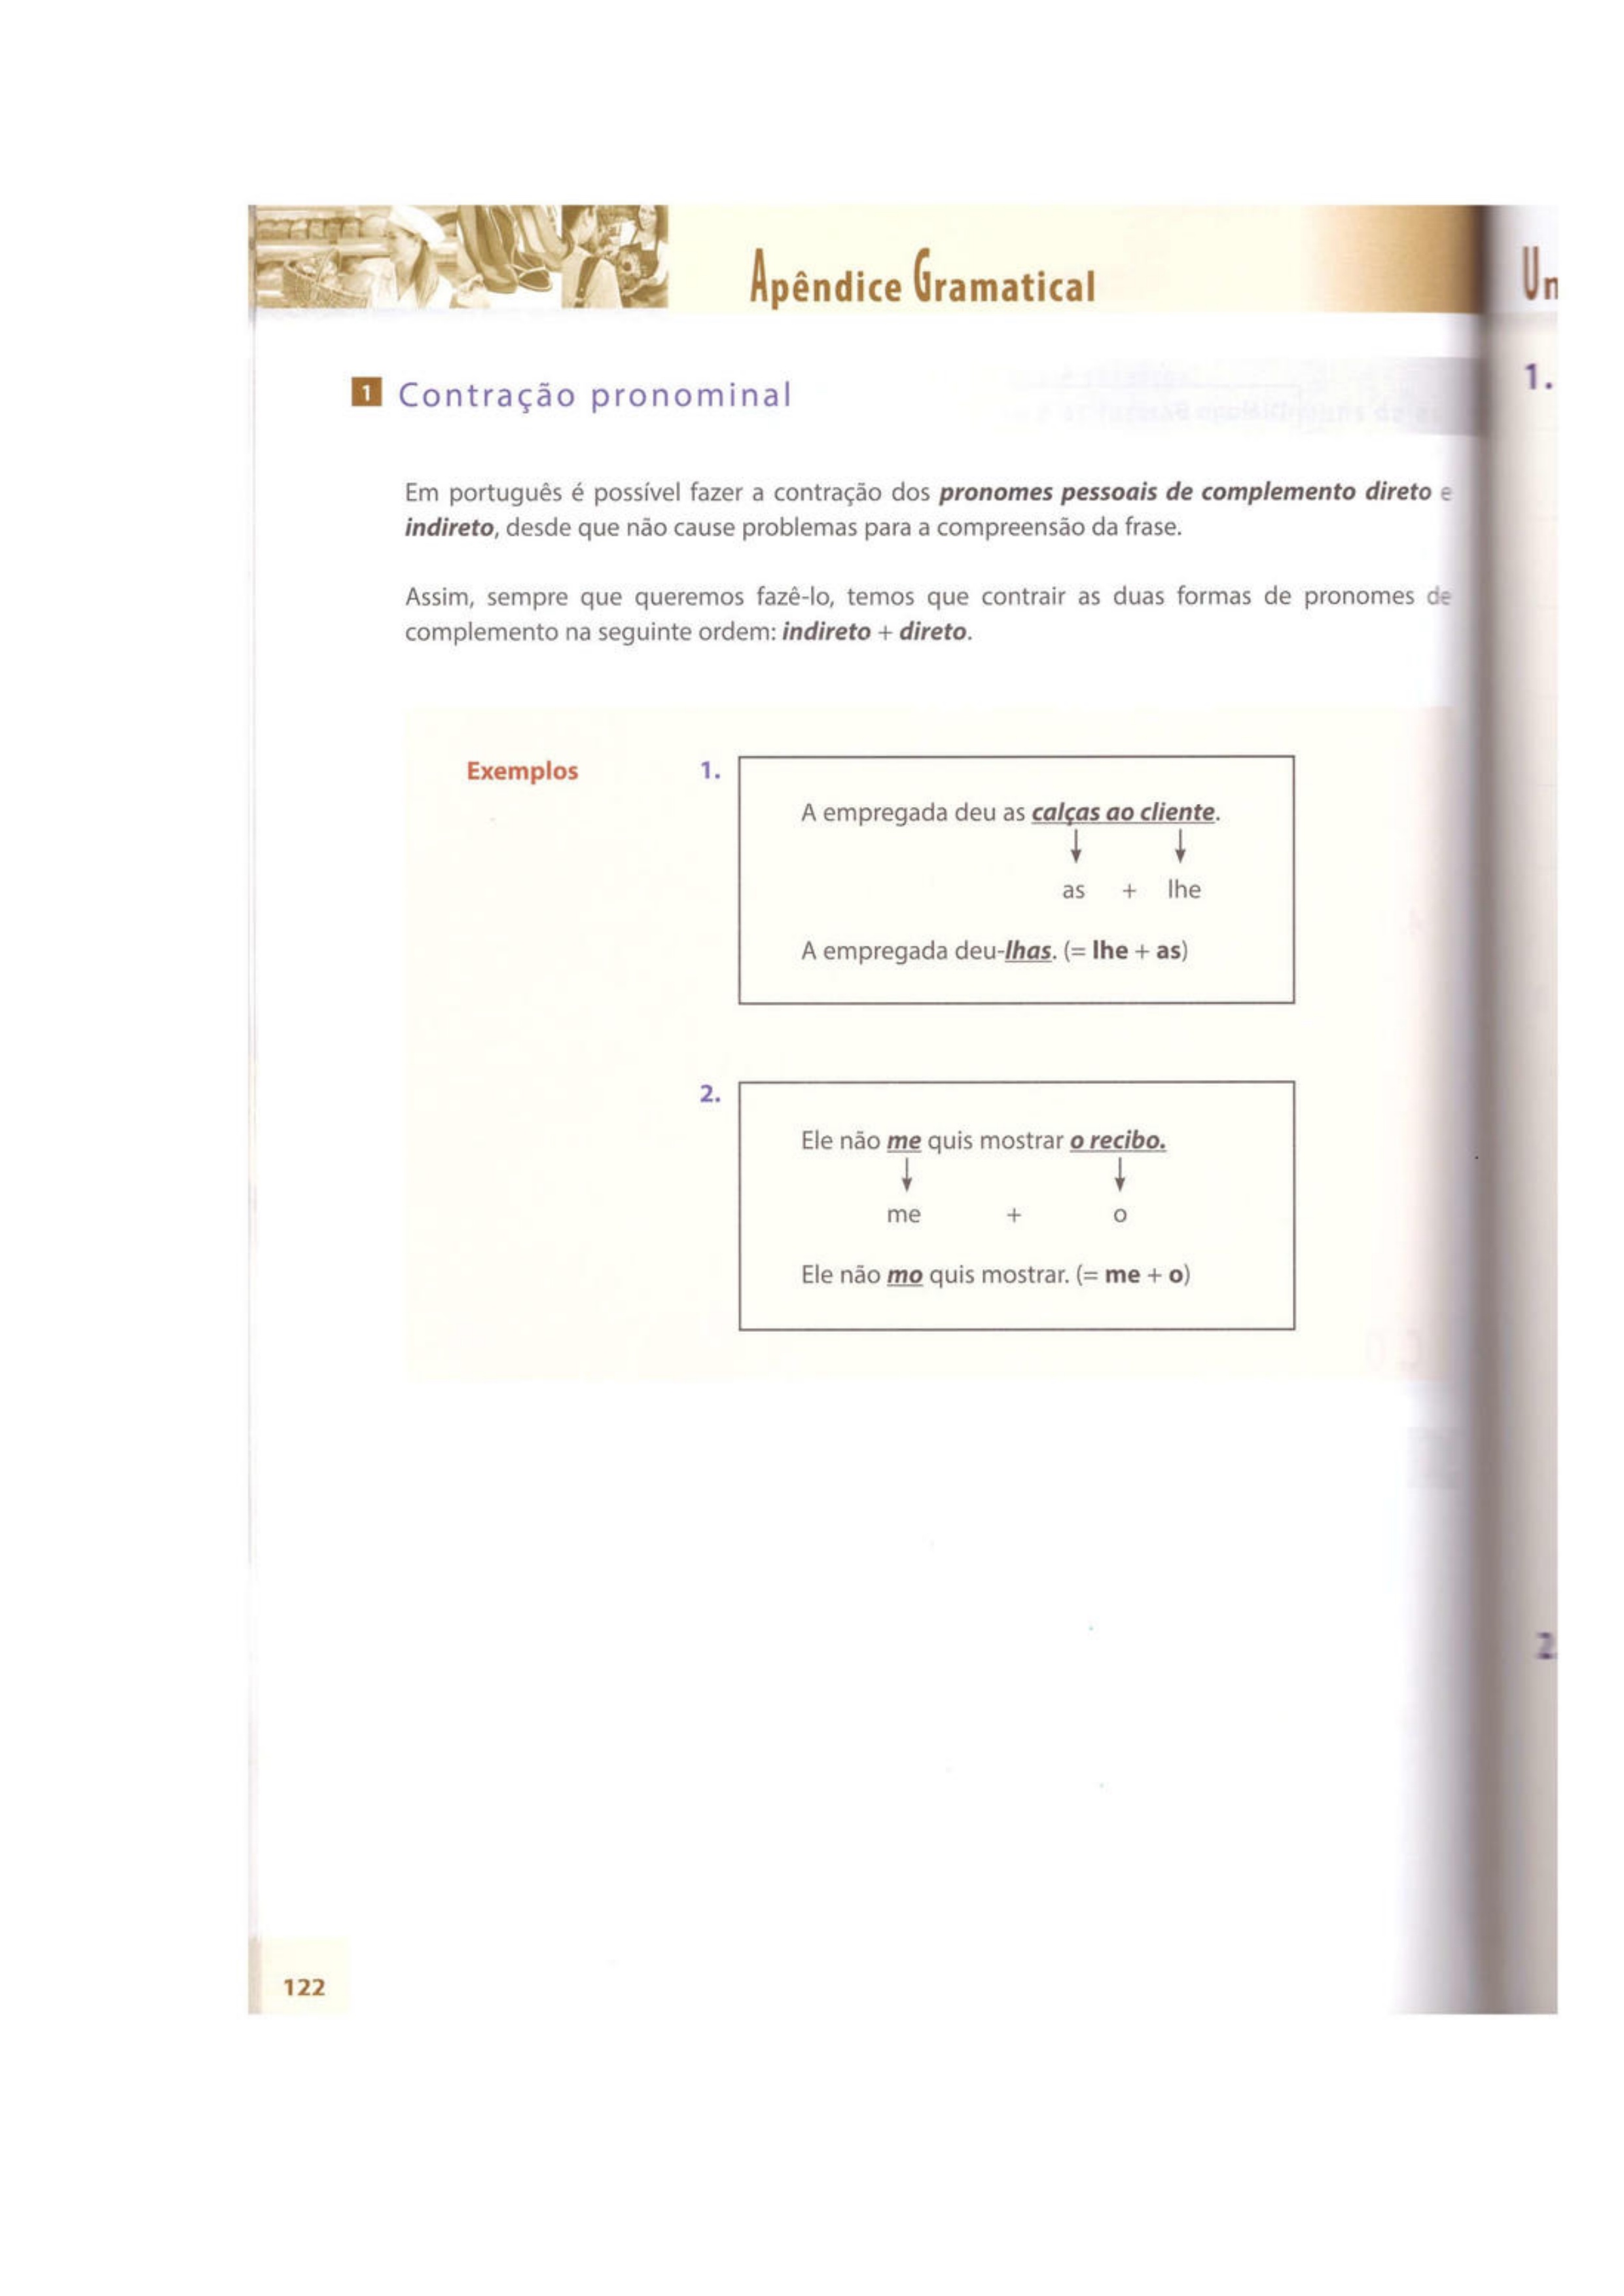 Apêndice Gramatical
1 Contração pronominal
Em português é possível fazer a contração dos pronomes pessoais de complemento direto e
indireto, desde que não cause problemas para a compreensão da frase.
Assim, sempre que queremos fazê-lo, temos que contrair as duas formas de pronomes de
complemento na seguinte ordem: indireto + direto.
Exemplos
1.
A empregada deu as calças ao cliente.
as + lhe
A empregada deu-lhas. (= lhe + as)
2.
Ele não me quis mostrar o recibo.
me + o
Ele não mo quis mostrar. (= me + o)
122
Un
1.
2